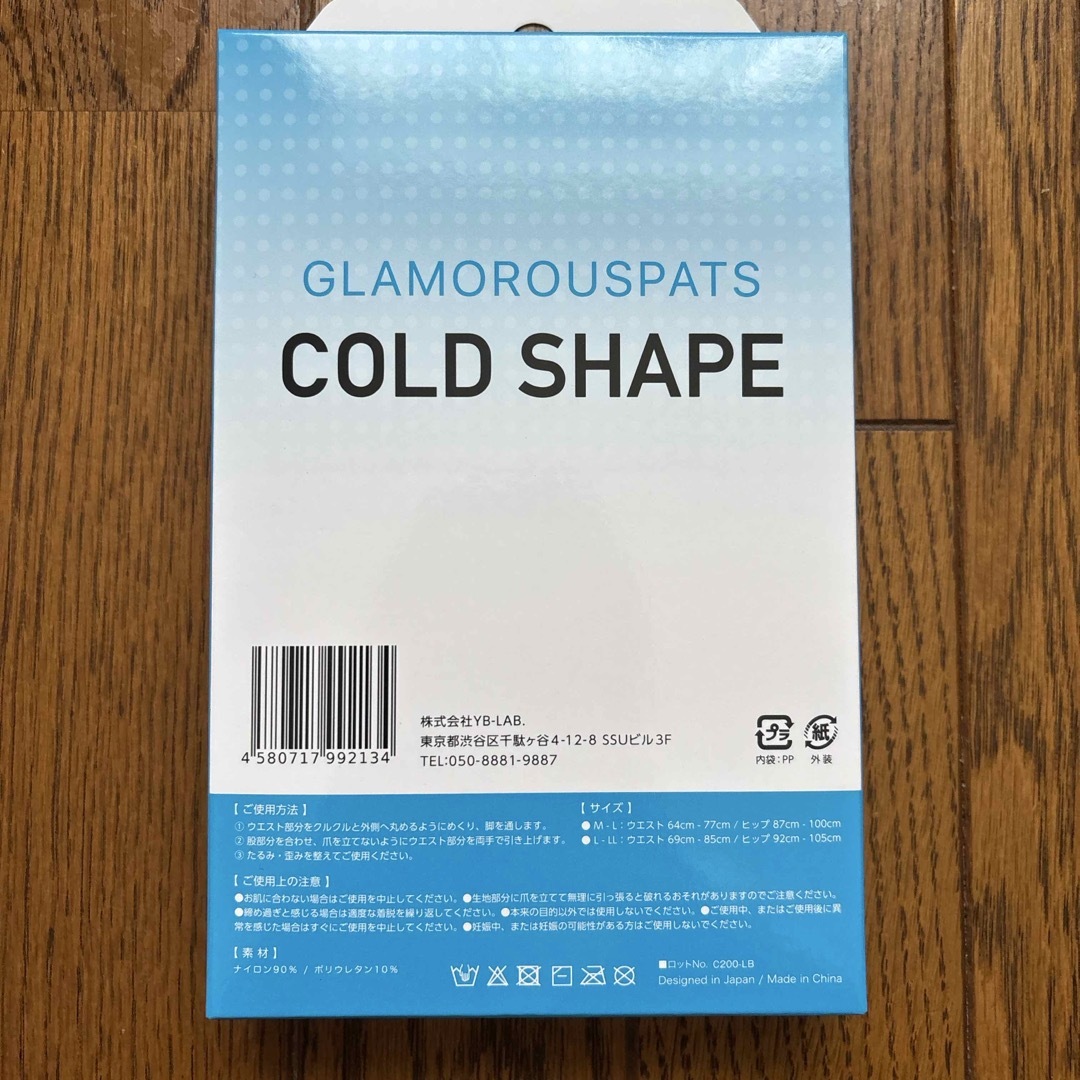 GLAMOROUSPATS
COLD SHAPE
4 580717 992134
株式会社YB-LAB.
東京都渋谷区千駄ヶ谷4-12-8 SSUビル3F
TEL:050-8881-9887
プラ
内袋:PP
紙
外装
【 ご使用方法 】
① ウエスト部分をクルクルと外側へ丸めるようにめくり、脚を通します。
② 股部分を合わせ、爪を立てないようにウエスト部分を両手で引き上げます。
③ たるみ・歪みを整えてご使用ください。
【 サイズ 】
● M - L : ウエスト 64cm - 77cm / ヒップ 87cm - 100cm
● L - LL : ウエスト 69cm - 85cm / ヒップ 92cm - 105cm
【 ご使用上の注意 】
●お肌に合わない場合はご使用を中止してください。●生地部分に爪を立てて無理に引っ張ると破れるおそれがありますのでご注意ください。
●締め過ぎと感じる場合は適度な着脱を繰り返してください。●本来の目的以外では使用しないでください。●ご使用中、またはご使用後に異
常を感じた場合はすぐにご使用を中止してください。●妊娠中、または妊娠の可能性がある方はご使用しないでください。
【 素 材 】
ナイロン90% / ポリウレタン10%
■ロットNo. C200-LB
Designed in Japan / Made in China